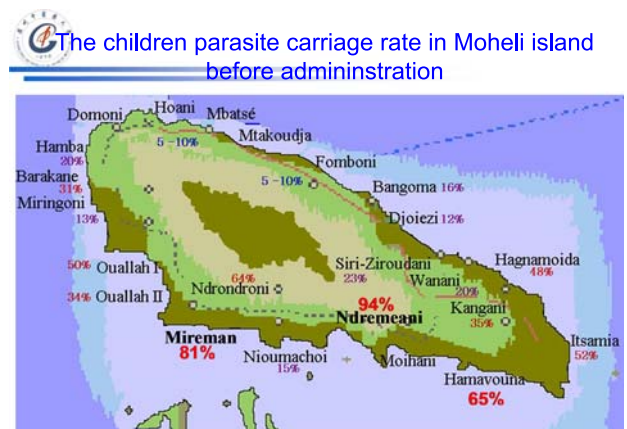 The children parasite carriage rate in Moheli island
before admininstration
Domoni
Hoani
Mbatsé
Mtakoudja
Hamba
20%
5 -10%
Fomboni
Barakane
31%
5 -10%
Bangoma 16%
Miringoni
13%
Djoiezi 12%
50% Ouallah I
64%
Siri-Ziroudani
23%
Hagnamoida
48%
Wanani
20%
34% Ouallah II
Ndrondroni
94%
Ndremeani
Kangani
35%
Mireman
81%
Itsamia
52%
Nioumachoi
15%
Moihani
Hamavouna
65%